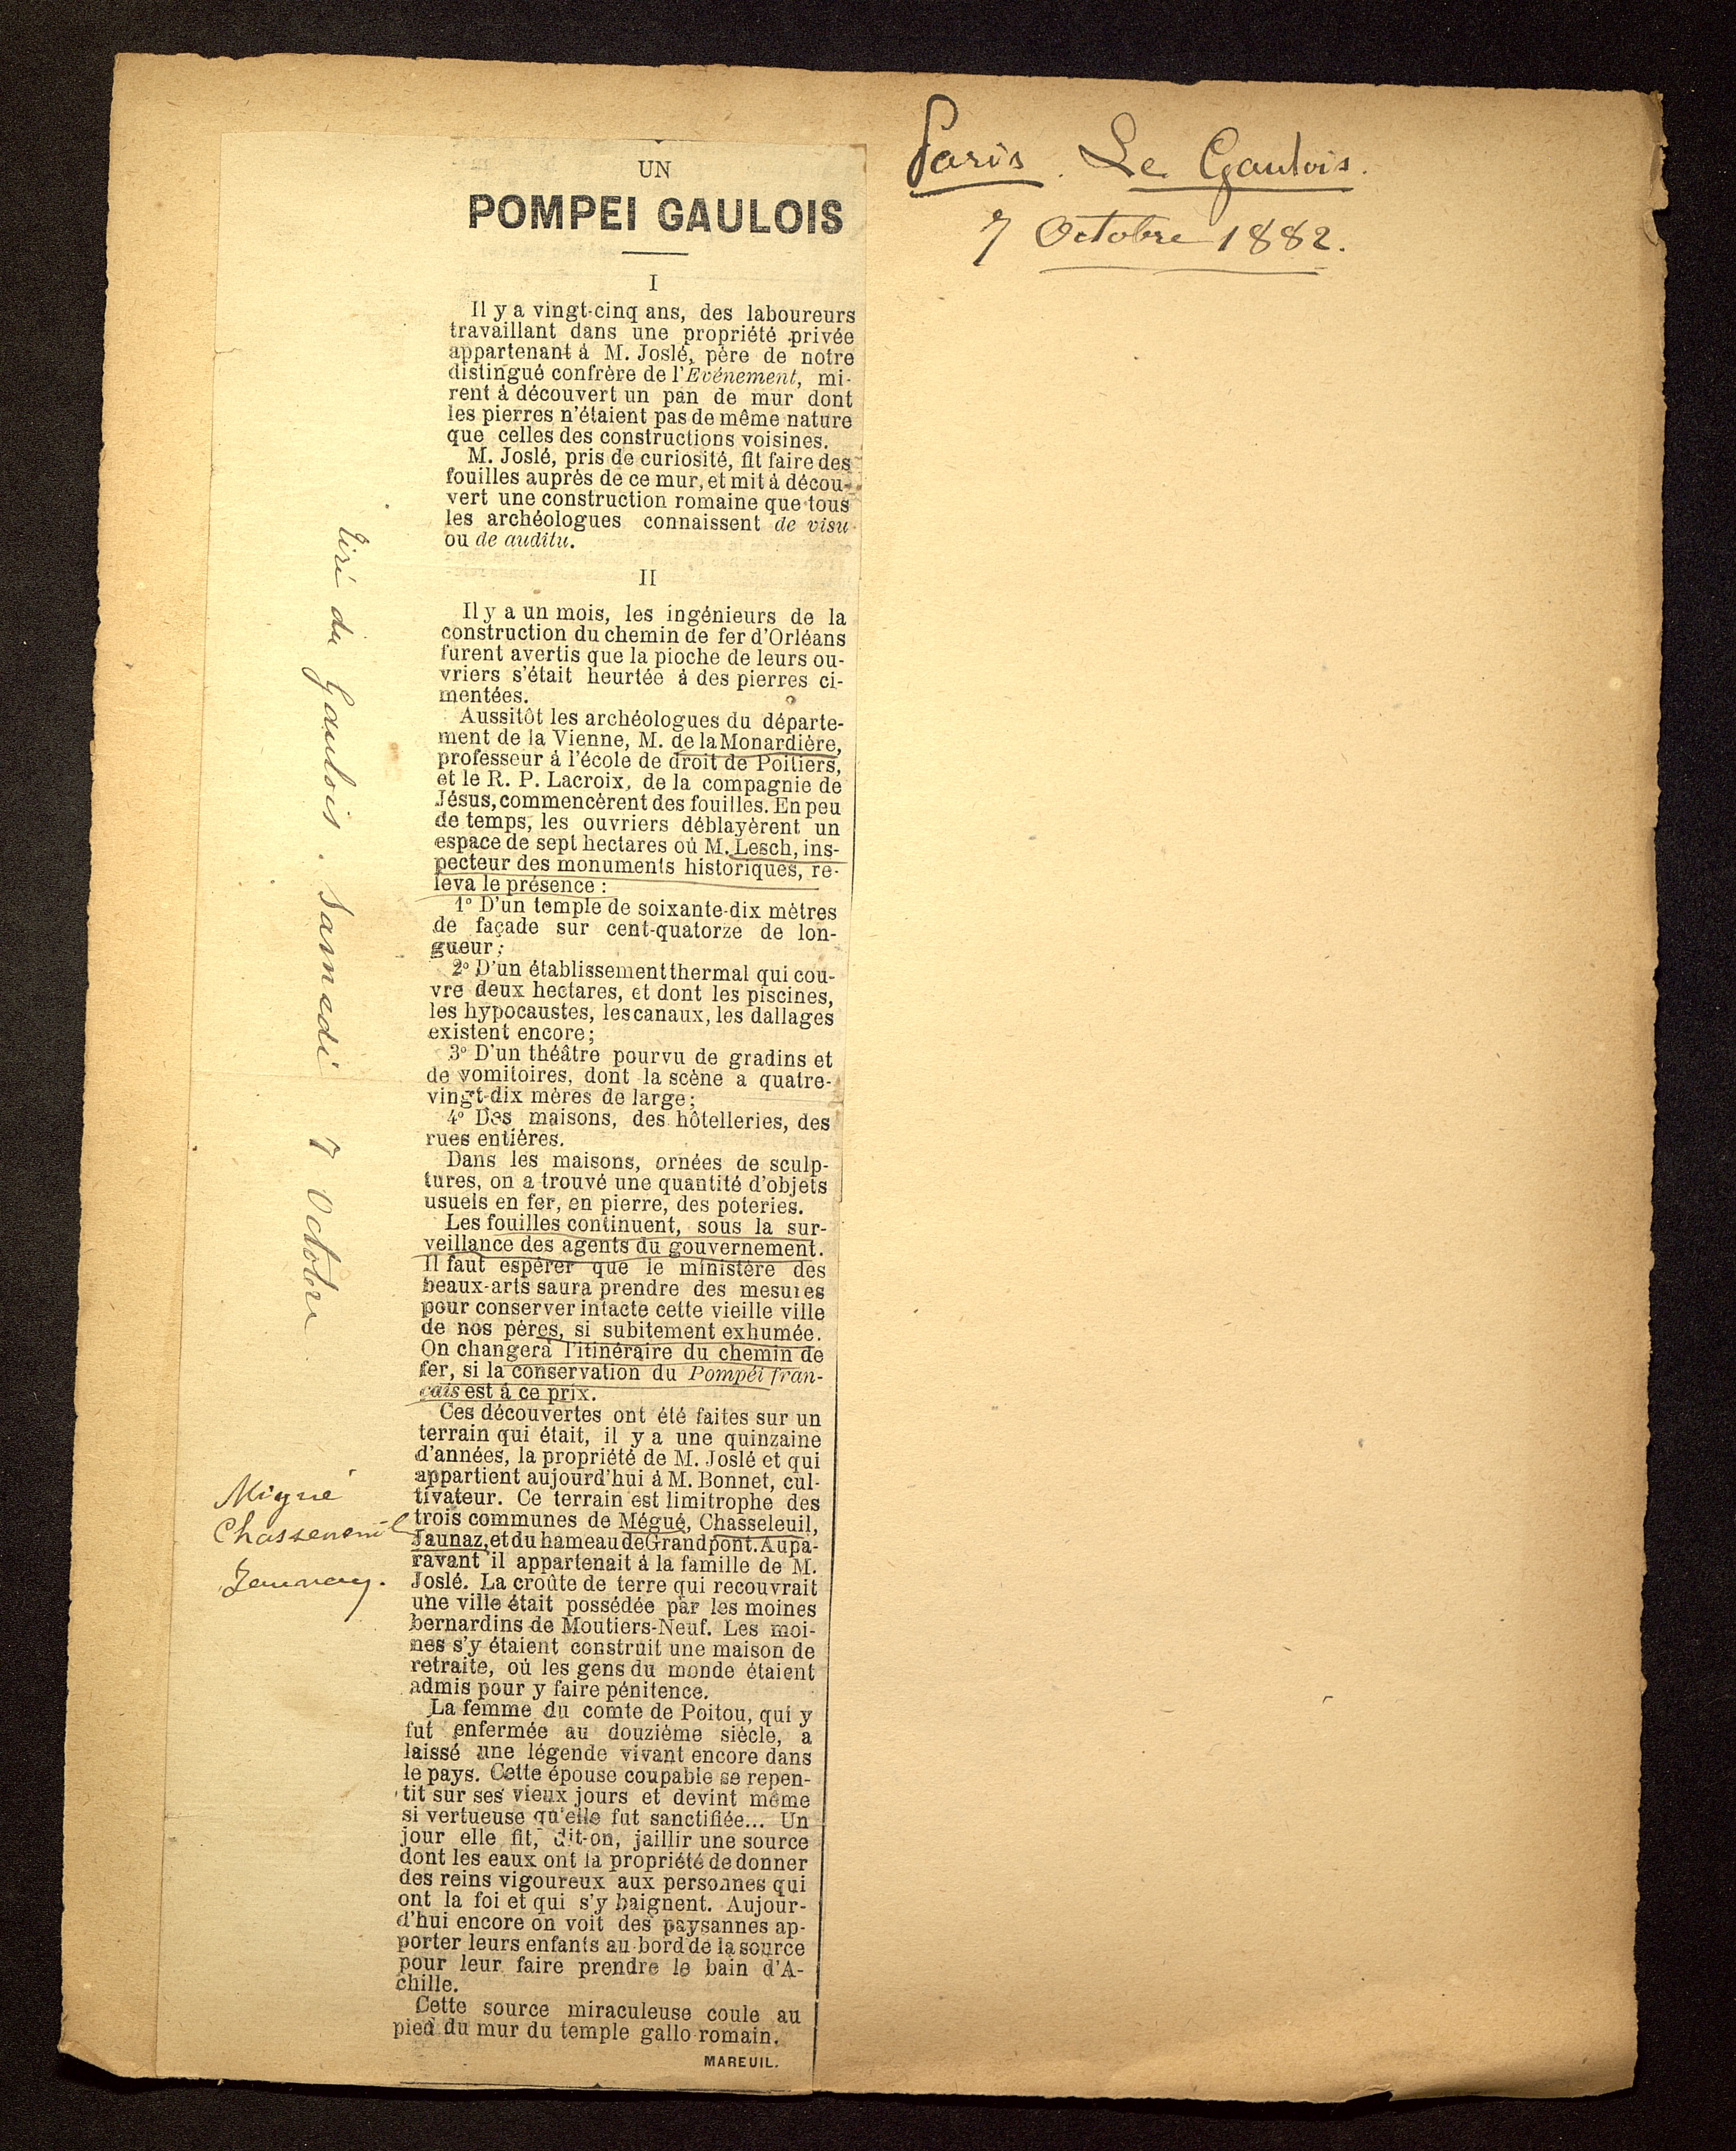 Paris. Le Gaulois.
7 Octobre 1882.
UN
POMPEI GAULOIS
I
Il y a vingt-cinq ans, des laboureurs
travaillant dans une propriété privée
appartenant à M. Joslé, père de notre
distingué confrère de l'Evénement, mi-
rent à découvert un pan de mur dont
les pierres n'étaient pas de même nature
que celles des constructions voisines.
M. Joslé, pris de curiosité, fit faire des
fouilles auprès de ce mur, et mit à décou-
vert une construction romaine que tous
les archéologues connaissent de visu
ou de auditu.
II
Il y a un mois, les ingénieurs de la
construction du chemin de fer d'Orléans
furent avertis que la pioche de leurs ou-
vriers s'était heurtée à des pierres ci-
mentées.
Aussitôt les archéologues du départe-
ment de la Vienne, M. de la Monardière,
professeur à l'école de droit de Poitiers,
et le R. P. Lacroix, de la compagnie de
Jésus, commencèrent des fouilles. En peu
de temps, les ouvriers déblayèrent un
espace de sept hectares où M. Lesch, ins-
pecteur des monuments historiques, re-
leva le présence :
1° D'un temple de soixante-dix mètres
de façade sur cent-quatorze de lon-
gueur ;
2° D'un établissement thermal qui cou-
vre deux hectares, et dont les piscines,
les hypocaustes, les canaux, les dallages
existent encore ;
3° D'un théâtre pourvu de gradins et
de vomitoires, dont la scène a quatre-
vingt-dix mères de large ;
4° Des maisons, des hôtelleries, des
rues entières.
Dans les maisons, ornées de sculp-
tures, on a trouvé une quantité d'objets
usuels en fer, en pierre, des poteries.
Les fouilles continuent, sous la sur-
veillance des agents du gouvernement.
Il faut espérer que le ministère des
beaux-arts saura prendre des mesures
pour conserver intacte cette vieille ville
de nos pères, si subitement exhumée.
On changera l'itinéraire du chemin de
fer, si la conservation du Pompéi fran-
çais est à ce prix.
Ces découvertes ont été faites sur un
terrain qui était, il y a une quinzaine
d'années, la propriété de M. Joslé et qui
appartient aujourd'hui à M. Bonnet, cul-
tivateur. Ce terrain est limitrophe des
trois communes de Mégué, Chasseleuil,
Jaunaz, et du hameau de Grandpont. Aupa-
ravant il appartenait à la famille de M.
Joslé. La croûte de terre qui recouvrait
une ville était possédée par les moines
bernardins de Moutiers-Neuf. Les moi-
nes s'y étaient construit une maison de
retraite, où les gens du monde étaient
admis pour y faire pénitence.
La femme du comte de Poitou, qui y
fut enfermée au douzième siècle, a
laissé une légende vivant encore dans
le pays. Cette épouse coupable se repen-
tit sur ses vieux jours et devint même
si vertueuse qu'elle fut sanctifiée... Un
jour elle fit, dit-on, jaillir une source
dont les eaux ont la propriété de donner
des reins vigoureux aux personnes qui
ont la foi et qui s'y baignent. Aujour-
d'hui encore on voit des paysannes ap-
porter leurs enfants au bord de la source
pour leur faire prendre le bain d'A-
chille.
Cette source miraculeuse coule au
pied du mur du temple gallo romain.
MAREUIL.
tiré du Gaulois. Samedi 7 Octobre
Migné
Chasseneuil
Jaunay.